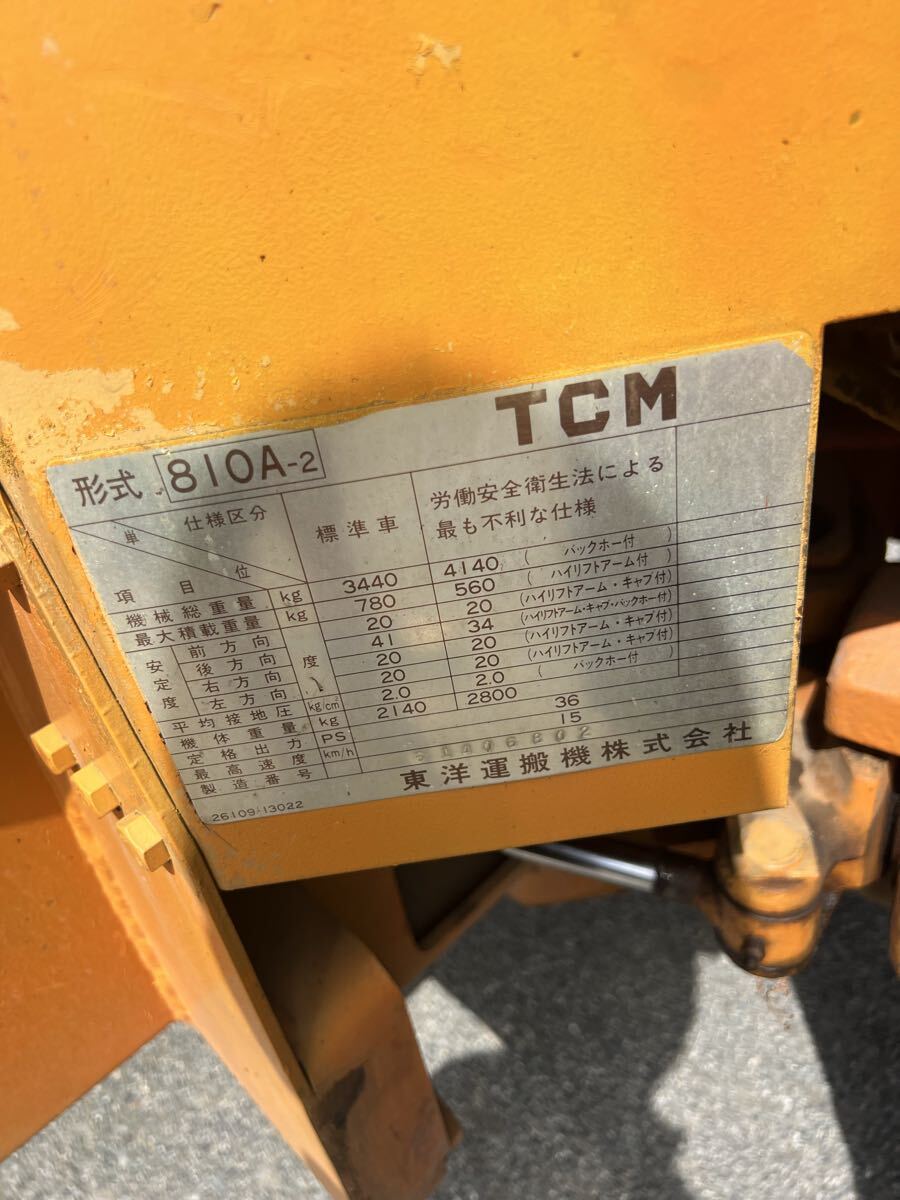 TCM
形式 810A-2
単位 仕様区分 項目
標準車
労働安全衛生法による
最も不利な仕様
機械総重量 kg 3440 4140 (バックホー付)
最大積載重量 kg 780 560 (ハイリフトアーム付)
安定度 前方向 度 20 20 (ハイリフトアーム・キャブ付)
後方向 41 34 (ハイリフトアーム・キャブ・バックホー付)
右方向 20 20 (ハイリフトアーム・キャブ付)
左方向 20 20 (ハイリフトアーム・キャブ付)
平均接地圧 kg/cm 2.0 2.0 (バックホー付)
機体重量 kg 2140 2800
定格出力 PS 36
最高速度 km/h 15
製造番号
東洋運搬機株式会社
26109-13022